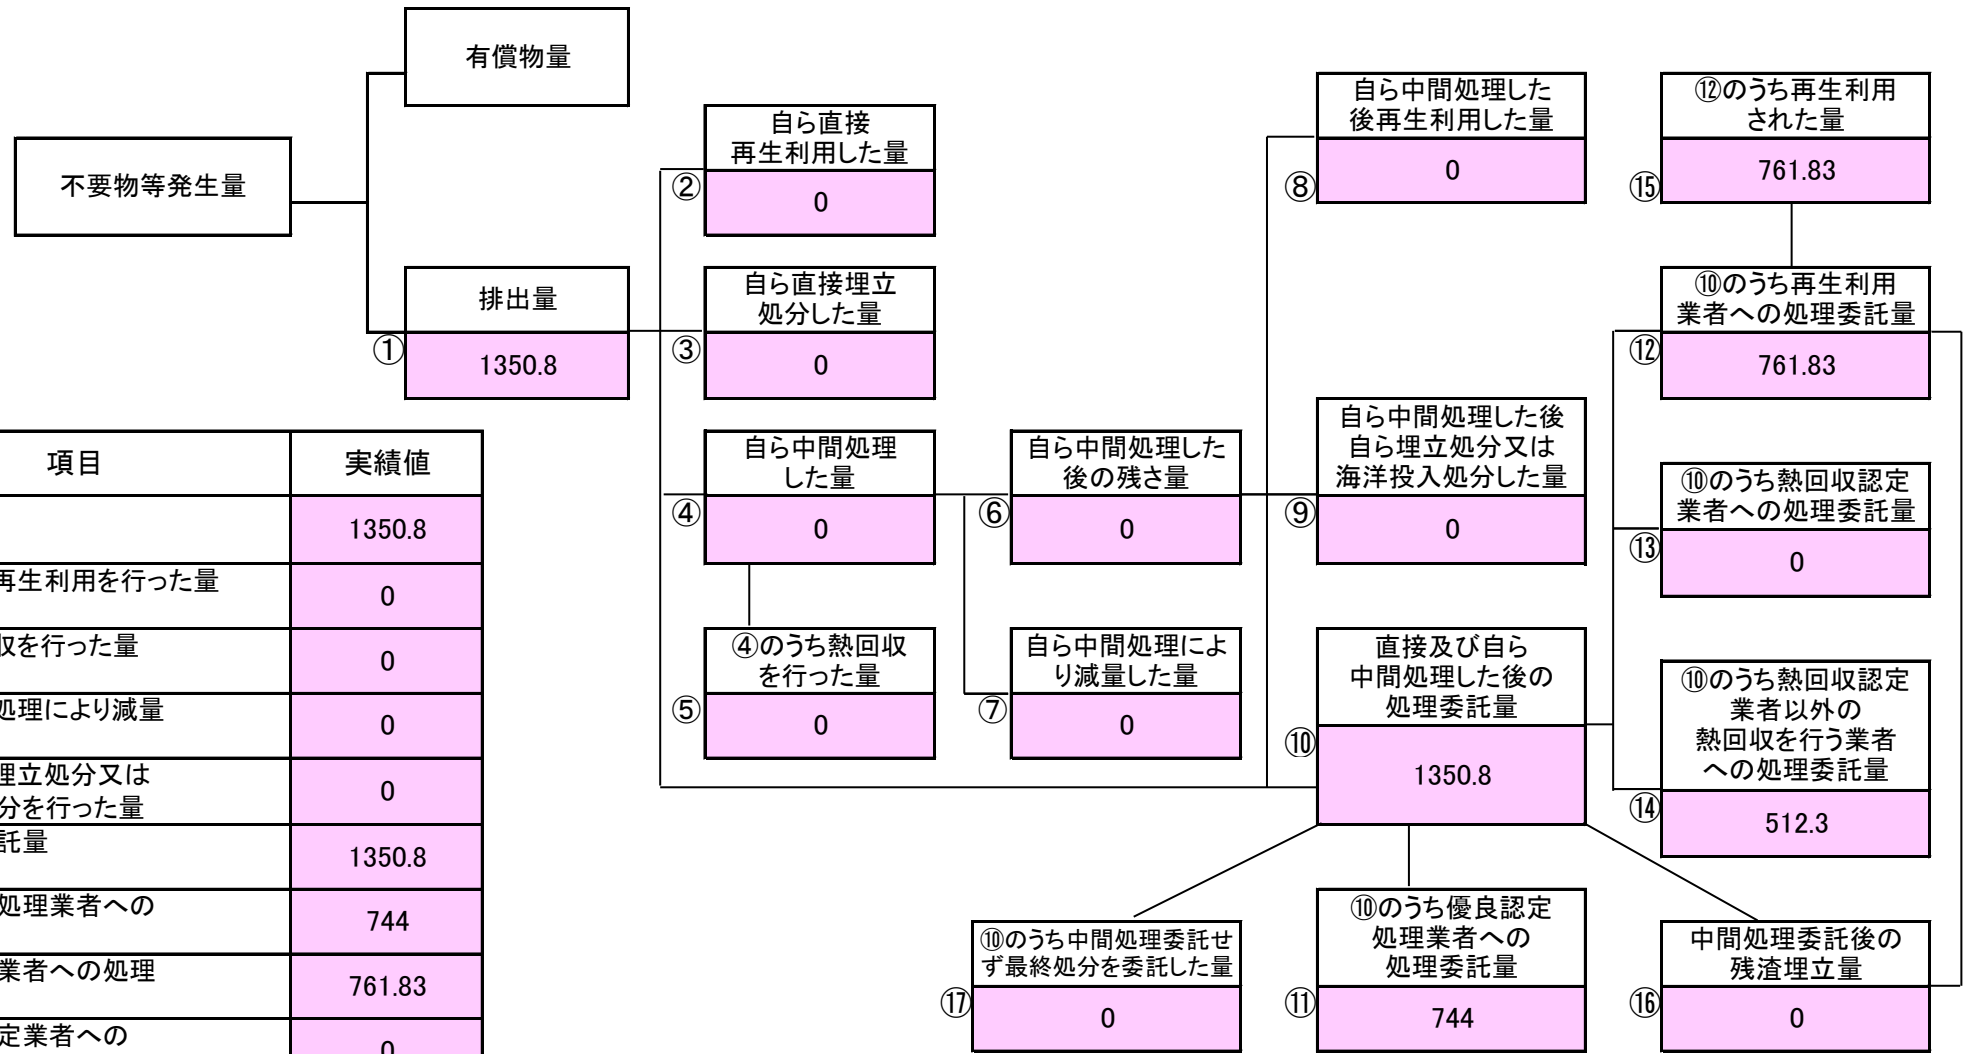 有償物量
不要物等発生量
排出量
①
1350.8
自ら直接
再生利用した量
②
0
自ら直接埋立
処分した量
③
0
自ら中間処理
した量
④
0
④のうち熱回収
を行った量
⑤
0
自ら中間処理した
後の残さ量
⑥
0
自ら中間処理によ
り減量した量
⑦
0
自ら中間処理した
後再生利用した量
⑧
0
自ら中間処理した後
自ら埋立処分又は
海洋投入処分した量
⑨
0
直接及び自ら
中間処理した後の
処理委託量
⑩
1350.8
⑫のうち再生利用
された量
⑮
761.83
⑩のうち再生利用
業者への処理委託量
⑫
761.83
⑩のうち熱回収認定
業者への処理委託量
⑬
0
⑩のうち熱回収認定
業者以外の
熱回収を行う業者
への処理委託量
⑭
512.3
⑩のうち中間処理委託せ
ず最終処分を委託した量
⑰
0
⑩のうち優良認定
処理業者への
処理委託量
⑪
744
中間処理委託後の
残渣埋立量
⑯
0
項目 実績値
1350.8
再生利用を行った量 0
収を行った量 0
処理により減量 0
埋立処分又は
分を行った量 0
託量 1350.8
処理業者への 744
業者への処理 761.83
定業者への 0